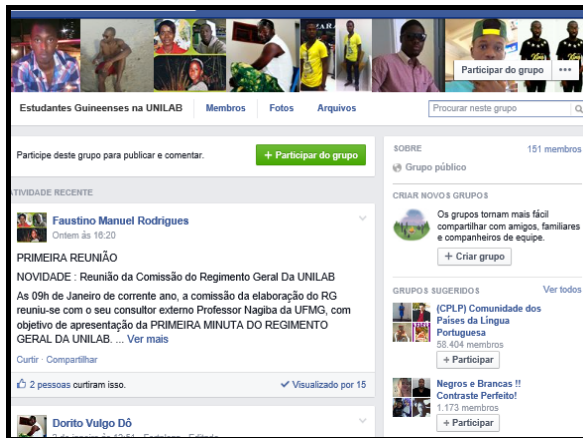 Participar do grupo
Estudantes Guineenses na UNILAB
Membros
Fotos
Arquivos
Procurar neste grupo
Participe deste grupo para publicar e comentar.
+ Participar do grupo
TIVIDADE RECENTE
Faustino Manuel Rodrigues
Ontem às 16:20
PRIMEIRA REUNIÃO
NOVIDADE : Reunião da Comissão do Regimento Geral Da UNILAB
As 09h de Janeiro de corrente ano, a comissão da elaboração do RG
reuniu-se com o seu consultor externo Professor Nagiba da UFMG, com
objetivo de apresentação da PRIMEIRA MINUTA DO REGIMENTO
GERAL DA UNILAB. ... Ver mais
Curtir · Compartilhar
2 pessoas curtiram isso.
Visualizado por 15
Dorito Vulgo Dô
SOBRE
151 membros
Grupo público
CRIAR NOVOS GRUPOS
Os grupos tornam mais fácil
compartilhar com amigos, familiares
e companheiros de equipe.
+ Criar grupo
GRUPOS SUGERIDOS
Ver todos
(CPLP) Comunidade dos
Países da Língua
Portuguesa
58.404 membros
+ Participar
Negros e Brancas !!
Contraste Perfeito!
1.173 membros
+ Participar